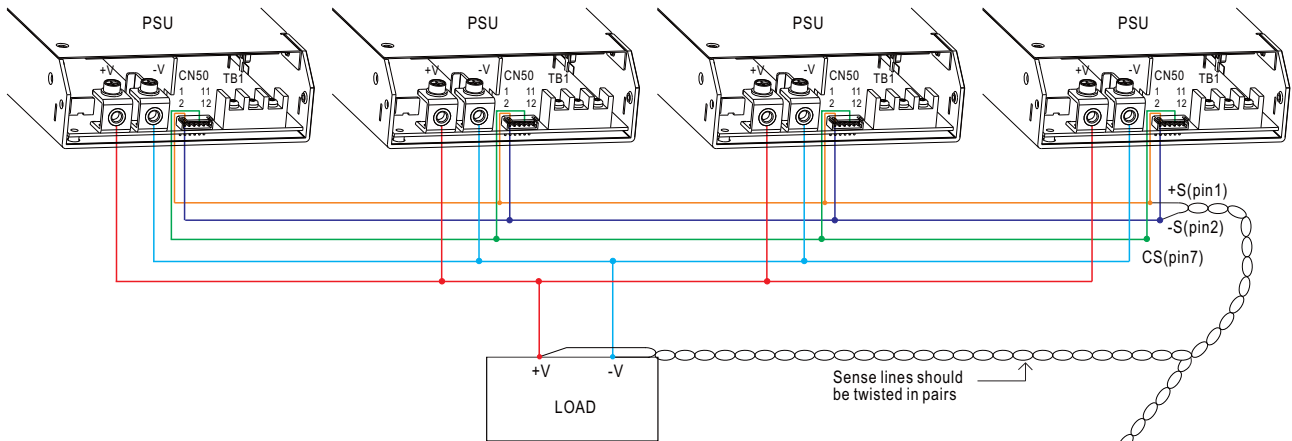 PSU PSU PSU PSU
+V -V CN50 TB1 +V -V CN50 TB1 +V -V CN50 TB1 +V -V CN50 TB1
1 11 1 11 1 11 1 11
2 12 2 12 2 12 2 12
+S(pin1)
-S(pin2)
CS(pin7)
+V -V
LOAD
Sense lines should
be twisted in pairs